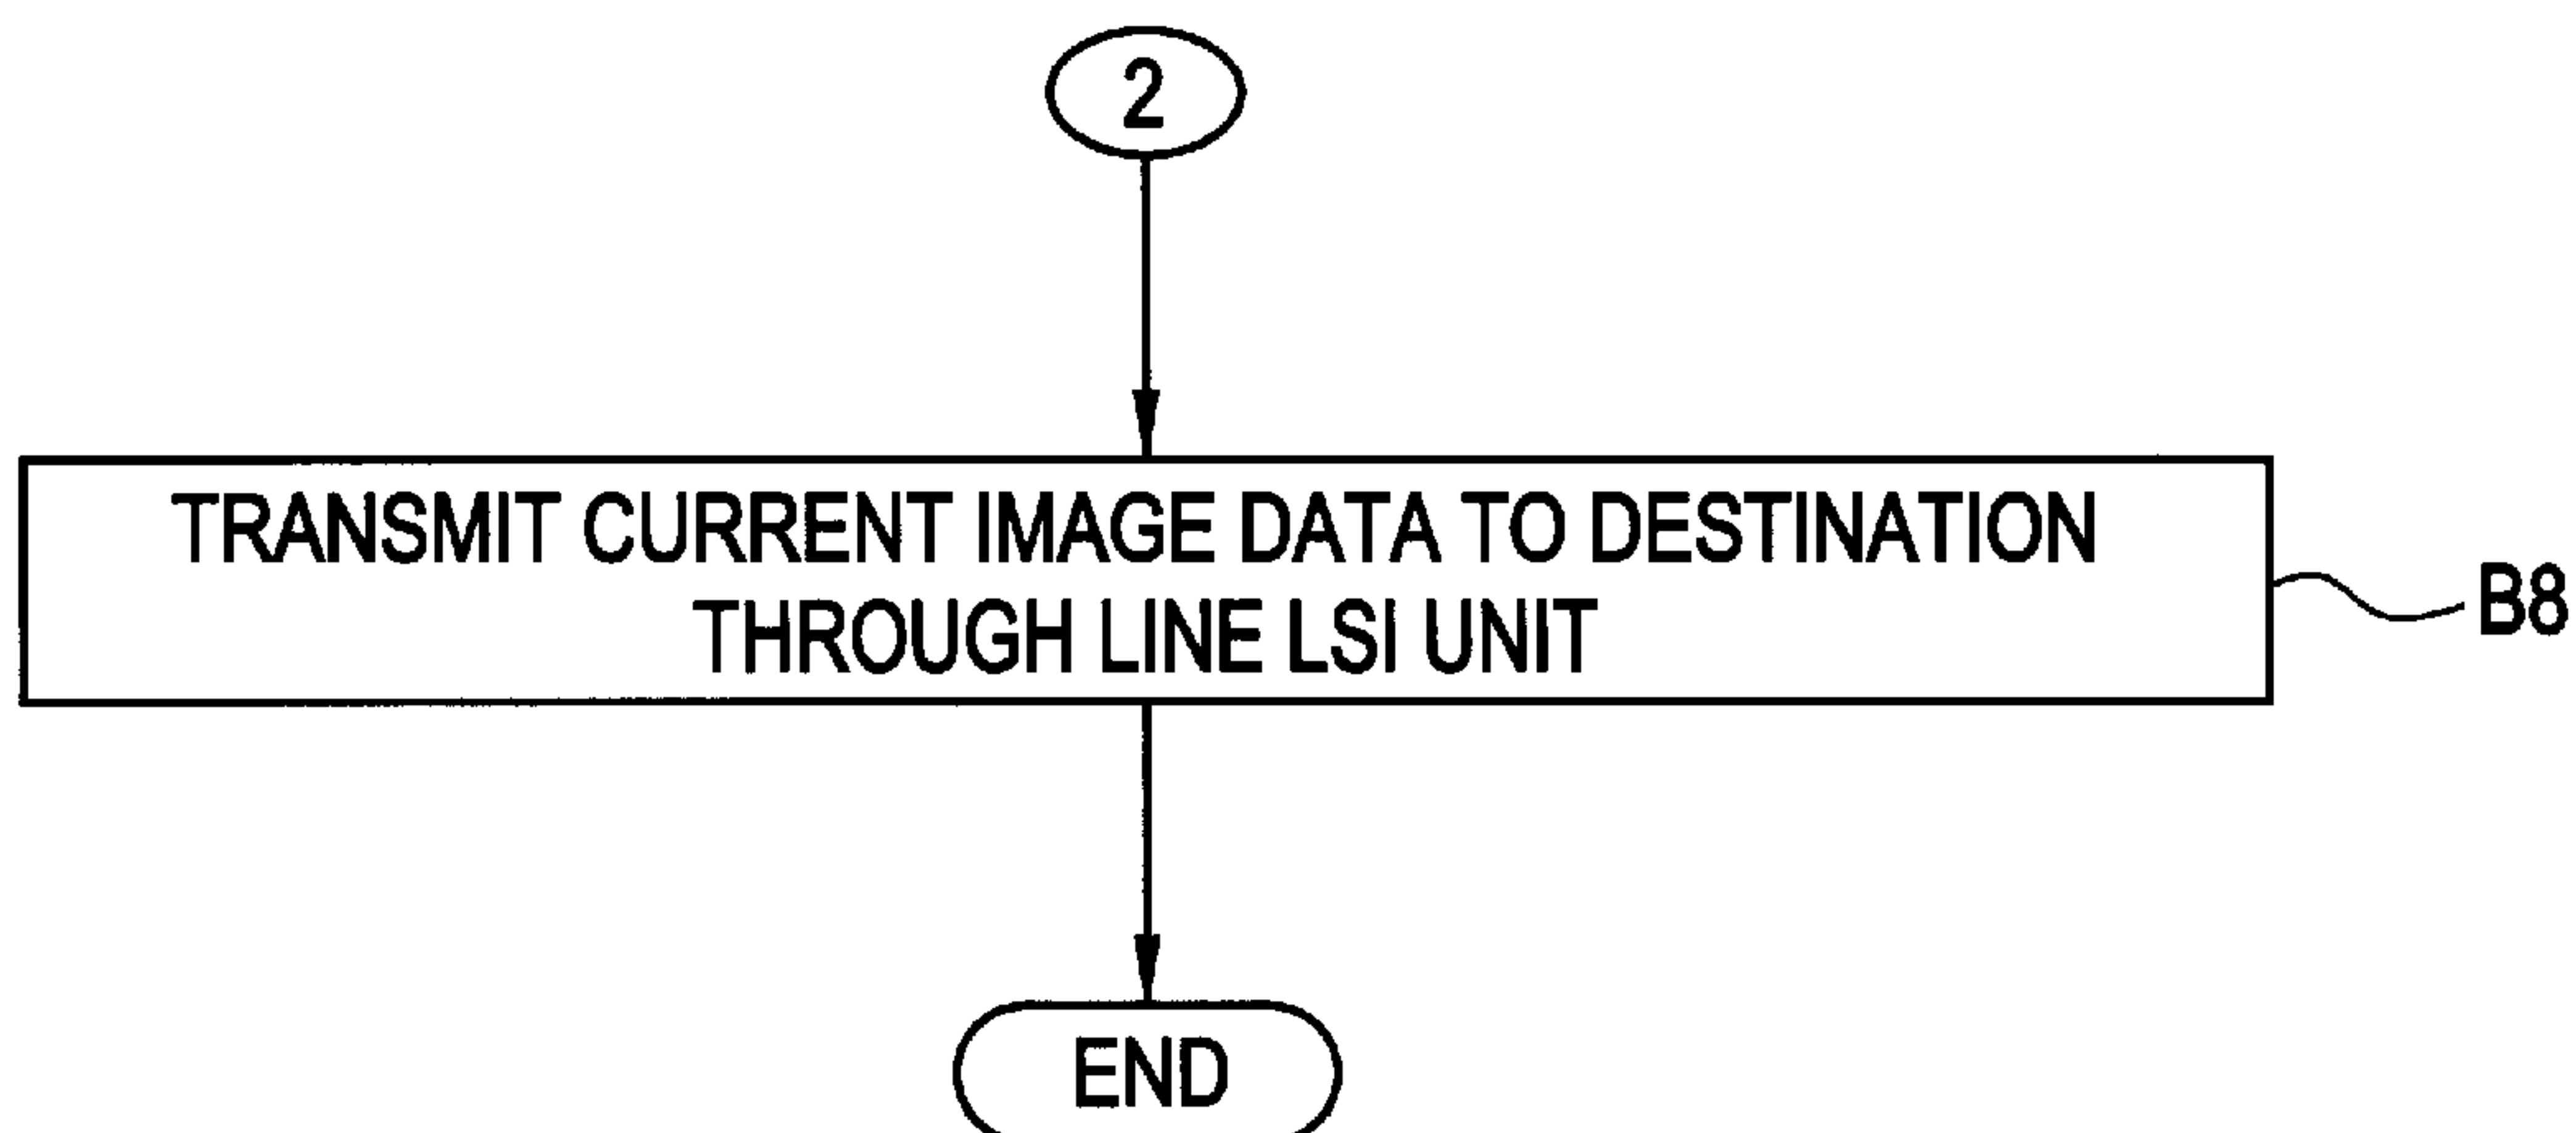 2
TRANSMIT CURRENT IMAGE DATA TO DESTINATION
THROUGH LINE LSI UNIT
B8
END